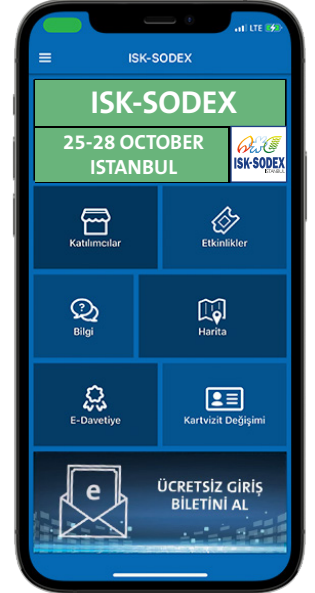 LTE
ISK-SODEX
ISK-SODEX
25-28 OCTOBER
ISTANBUL
ISK-SODEX
ISTANBUL
Katılımcılar
Etkinlikler
Bilgi
Harita
E-Davetiye
Kartvizit Değişimi
e
ÜCRETSİZ GİRİŞ
BİLETİNİ AL